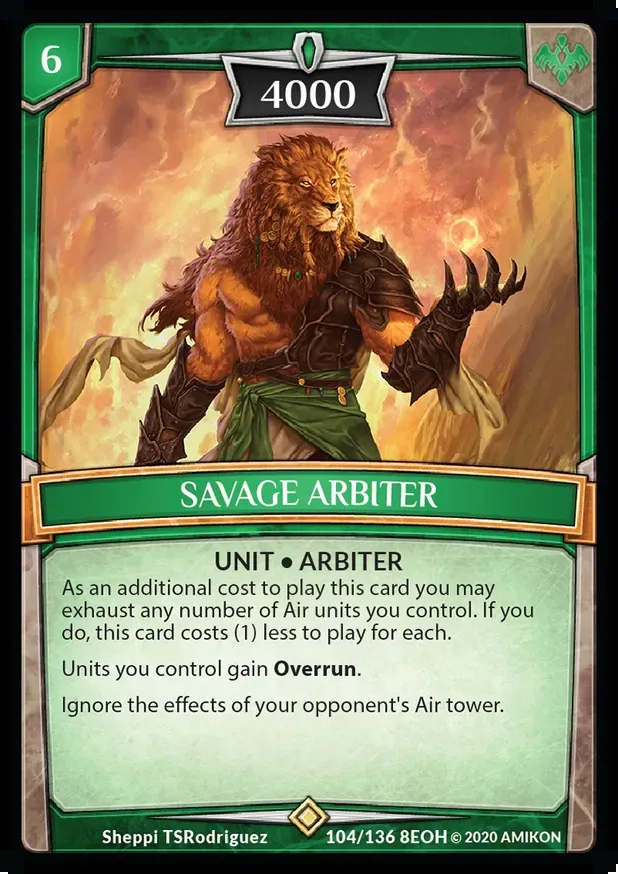 6
4000
SAVAGE ARBITER
UNIT • ARBITER
As an additional cost to play this card you may
exhaust any number of Air units you control. If you
do, this card costs (1) less to play for each.
Units you control gain Overrun.
Ignore the effects of your opponent's Air tower.
Sheppi TSRodriguez 104/136 8EOH © 2020 AMIKON